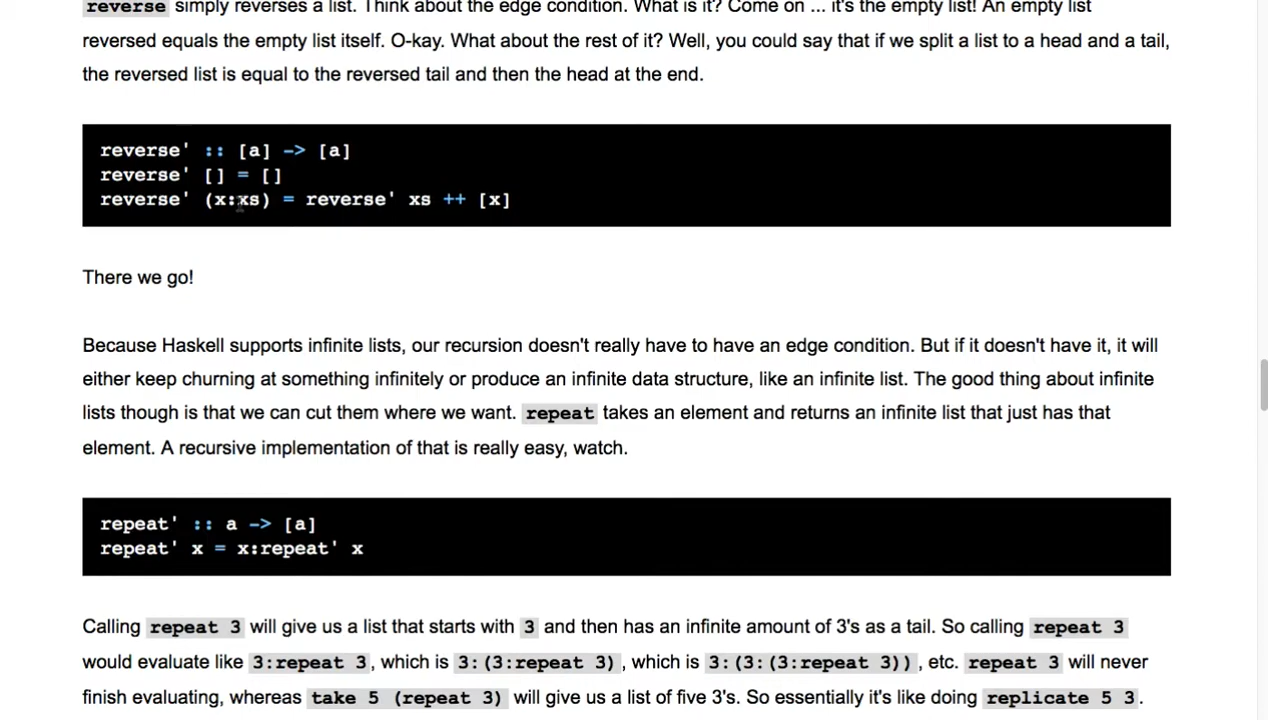 reverse simply reverses a list. Think about the edge condition. What is it? Come on ... it's the empty list! An empty list
reversed equals the empty list itself. O-kay. What about the rest of it? Well, you could say that if we split a list to a head and a tail,
the reversed list is equal to the reversed tail and then the head at the end.
reverse' :: [a] -> [a]
reverse' [] = []
reverse' (x:xs) = reverse' xs ++ [x]
There we go!
Because Haskell supports infinite lists, our recursion doesn't really have to have an edge condition. But if it doesn't have it, it will
either keep churning at something infinitely or produce an infinite data structure, like an infinite list. The good thing about infinite
lists though is that we can cut them where we want. repeat takes an element and returns an infinite list that just has that
element. A recursive implementation of that is really easy, watch.
repeat' :: a -> [a]
repeat' x = x:repeat' x
Calling repeat 3 will give us a list that starts with 3 and then has an infinite amount of 3's as a tail. So calling repeat 3
would evaluate like 3:repeat 3, which is 3:(3:repeat 3), which is 3:(3:(3:repeat 3)), etc. repeat 3 will never
finish evaluating, whereas take 5 (repeat 3) will give us a list of five 3's. So essentially it's like doing replicate 5 3.